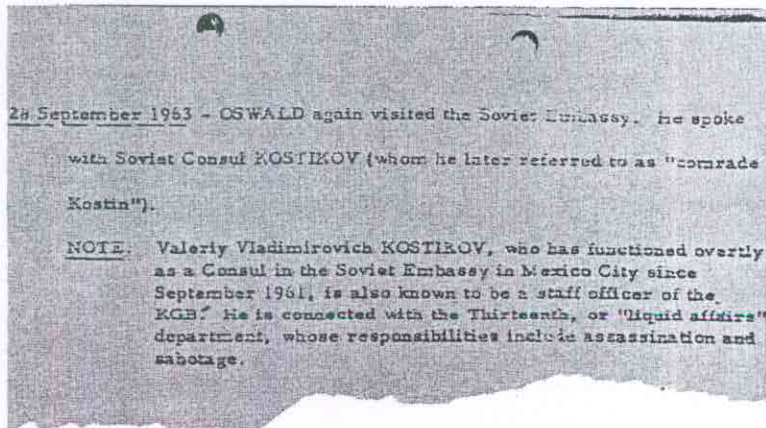 28 September 1963 - OSWALD again visited the Soviet Embassy. He spoke
with Soviet Consul KOSTIKOV (whom he later referred to as "comrade
Kostin").
NOTE: Valeriy Vladimirovich KOSTIKOV, who has functioned overtly
as a Consul in the Soviet Embassy in Mexico City since
September 1961, is also known to be a staff officer of the
KGB. He is connected with the Thirteenth, or "liquid affairs"
department, whose responsibilities include assassination and
sabotage.